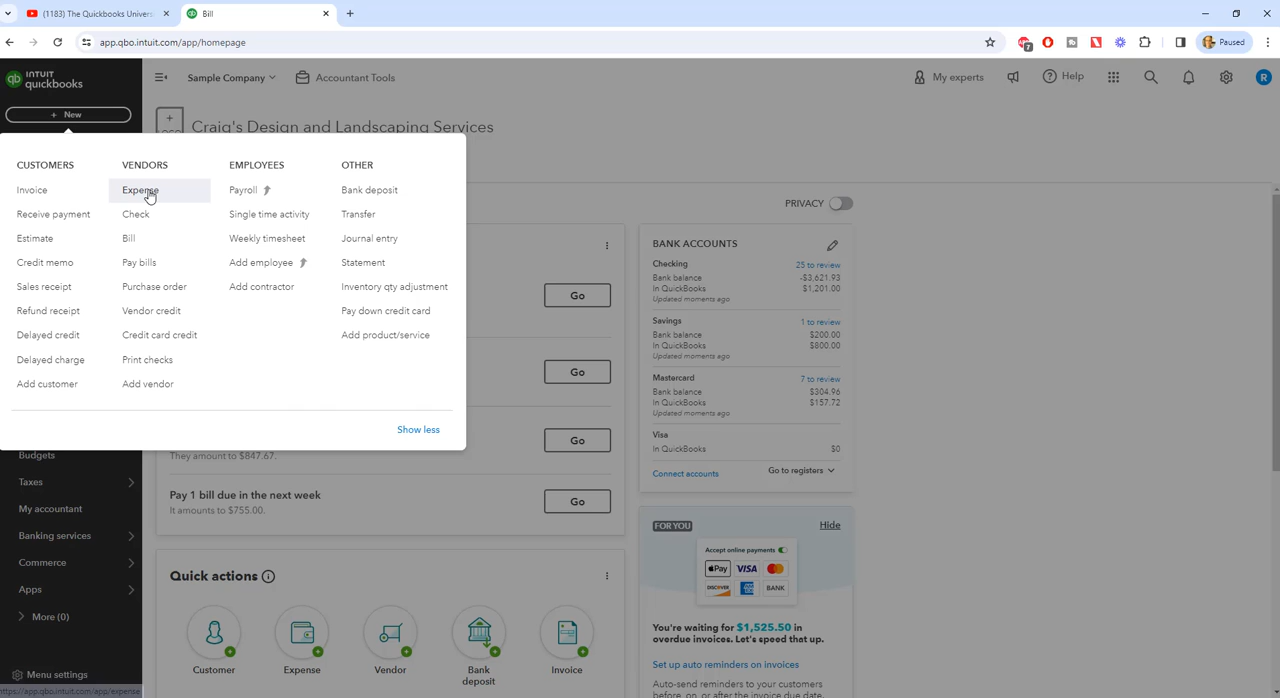 (1183) The Quickbooks Univers
Bill
app.qbo.intuit.com/app/homepage
7
Paused
INTUIT
quickbooks
Sample Company
Accountant Tools
My experts
Help
R
+ New
+
Craig's Design and Landscaping Services
CUSTOMERS
Invoice
Receive payment
Estimate
Credit memo
Sales receipt
Refund receipt
Delayed credit
Delayed charge
Add customer
VENDORS
Expense
Check
Bill
Pay bills
Purchase order
Vendor credit
Credit card credit
Print checks
Add vendor
EMPLOYEES
Payroll
Single time activity
Weekly timesheet
Add employee
Add contractor
OTHER
Bank deposit
Transfer
Journal entry
Statement
Inventory qty adjustment
Pay down credit card
Add product/service
Show less
Budgets
Taxes
My accountant
Banking services
Commerce
Apps
More (0)
Menu settings
https://app.qbo.intuit.com/app/expense
PRIVACY
Go
Go
They amount to $847.67.
Go
Pay 1 bill due in the next week
It amounts to $755.00.
Go
BANK ACCOUNTS
Checking 25 to review
Bank balance -$3,621.93
In QuickBooks $1,201.00
Updated moments ago
Savings 1 to review
Bank balance $200.00
In QuickBooks $800.00
Updated moments ago
Mastercard 7 to review
Bank balance $304.96
In QuickBooks $157.72
Updated moments ago
Visa
In QuickBooks $0
Connect accounts Go to registers
Quick actions
Customer
Expense
Vendor
Bank
deposit
Invoice
FOR YOU Hide
Accept online payments
Pay VISA
DISCOVER BANK
You're waiting for $1,525.50 in
overdue invoices. Let's speed that up.
Set up auto reminders on invoices
Auto-send reminders to your customers
before, on, or after the invoice due date.